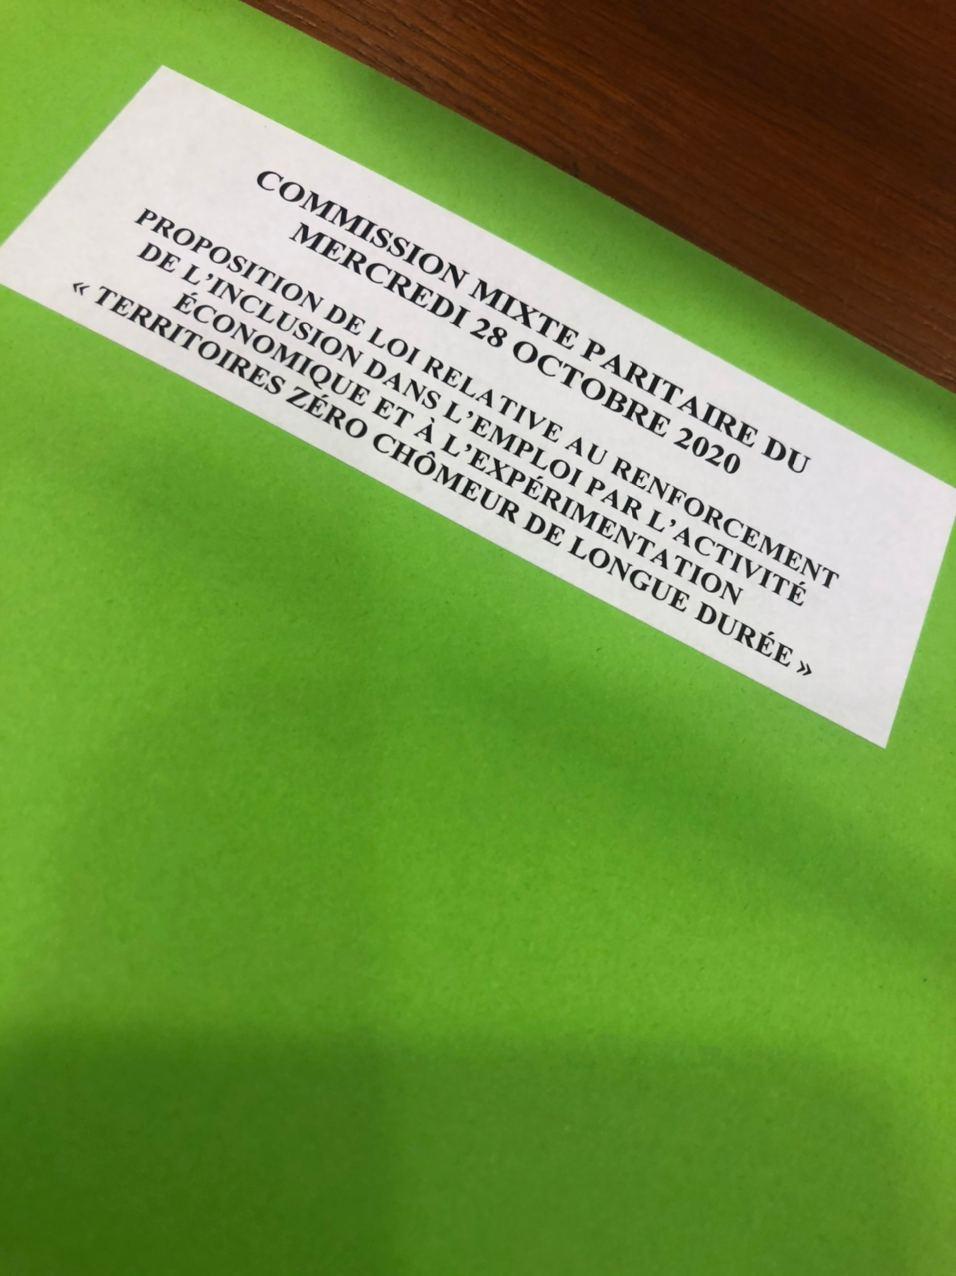 COMMISSION MIXTE PARITAIRE DU
MERCREDI 28 OCTOBRE 2020
PROPOSITION DE LOI RELATIVE AU RENFORCEMENT
DE L’INCLUSION DANS L’EMPLOI PAR L’ACTIVITÉ
ÉCONOMIQUE ET À L’EXPÉRIMENTATION
« TERRITOIRES ZÉRO CHÔMEUR DE LONGUE DURÉE »